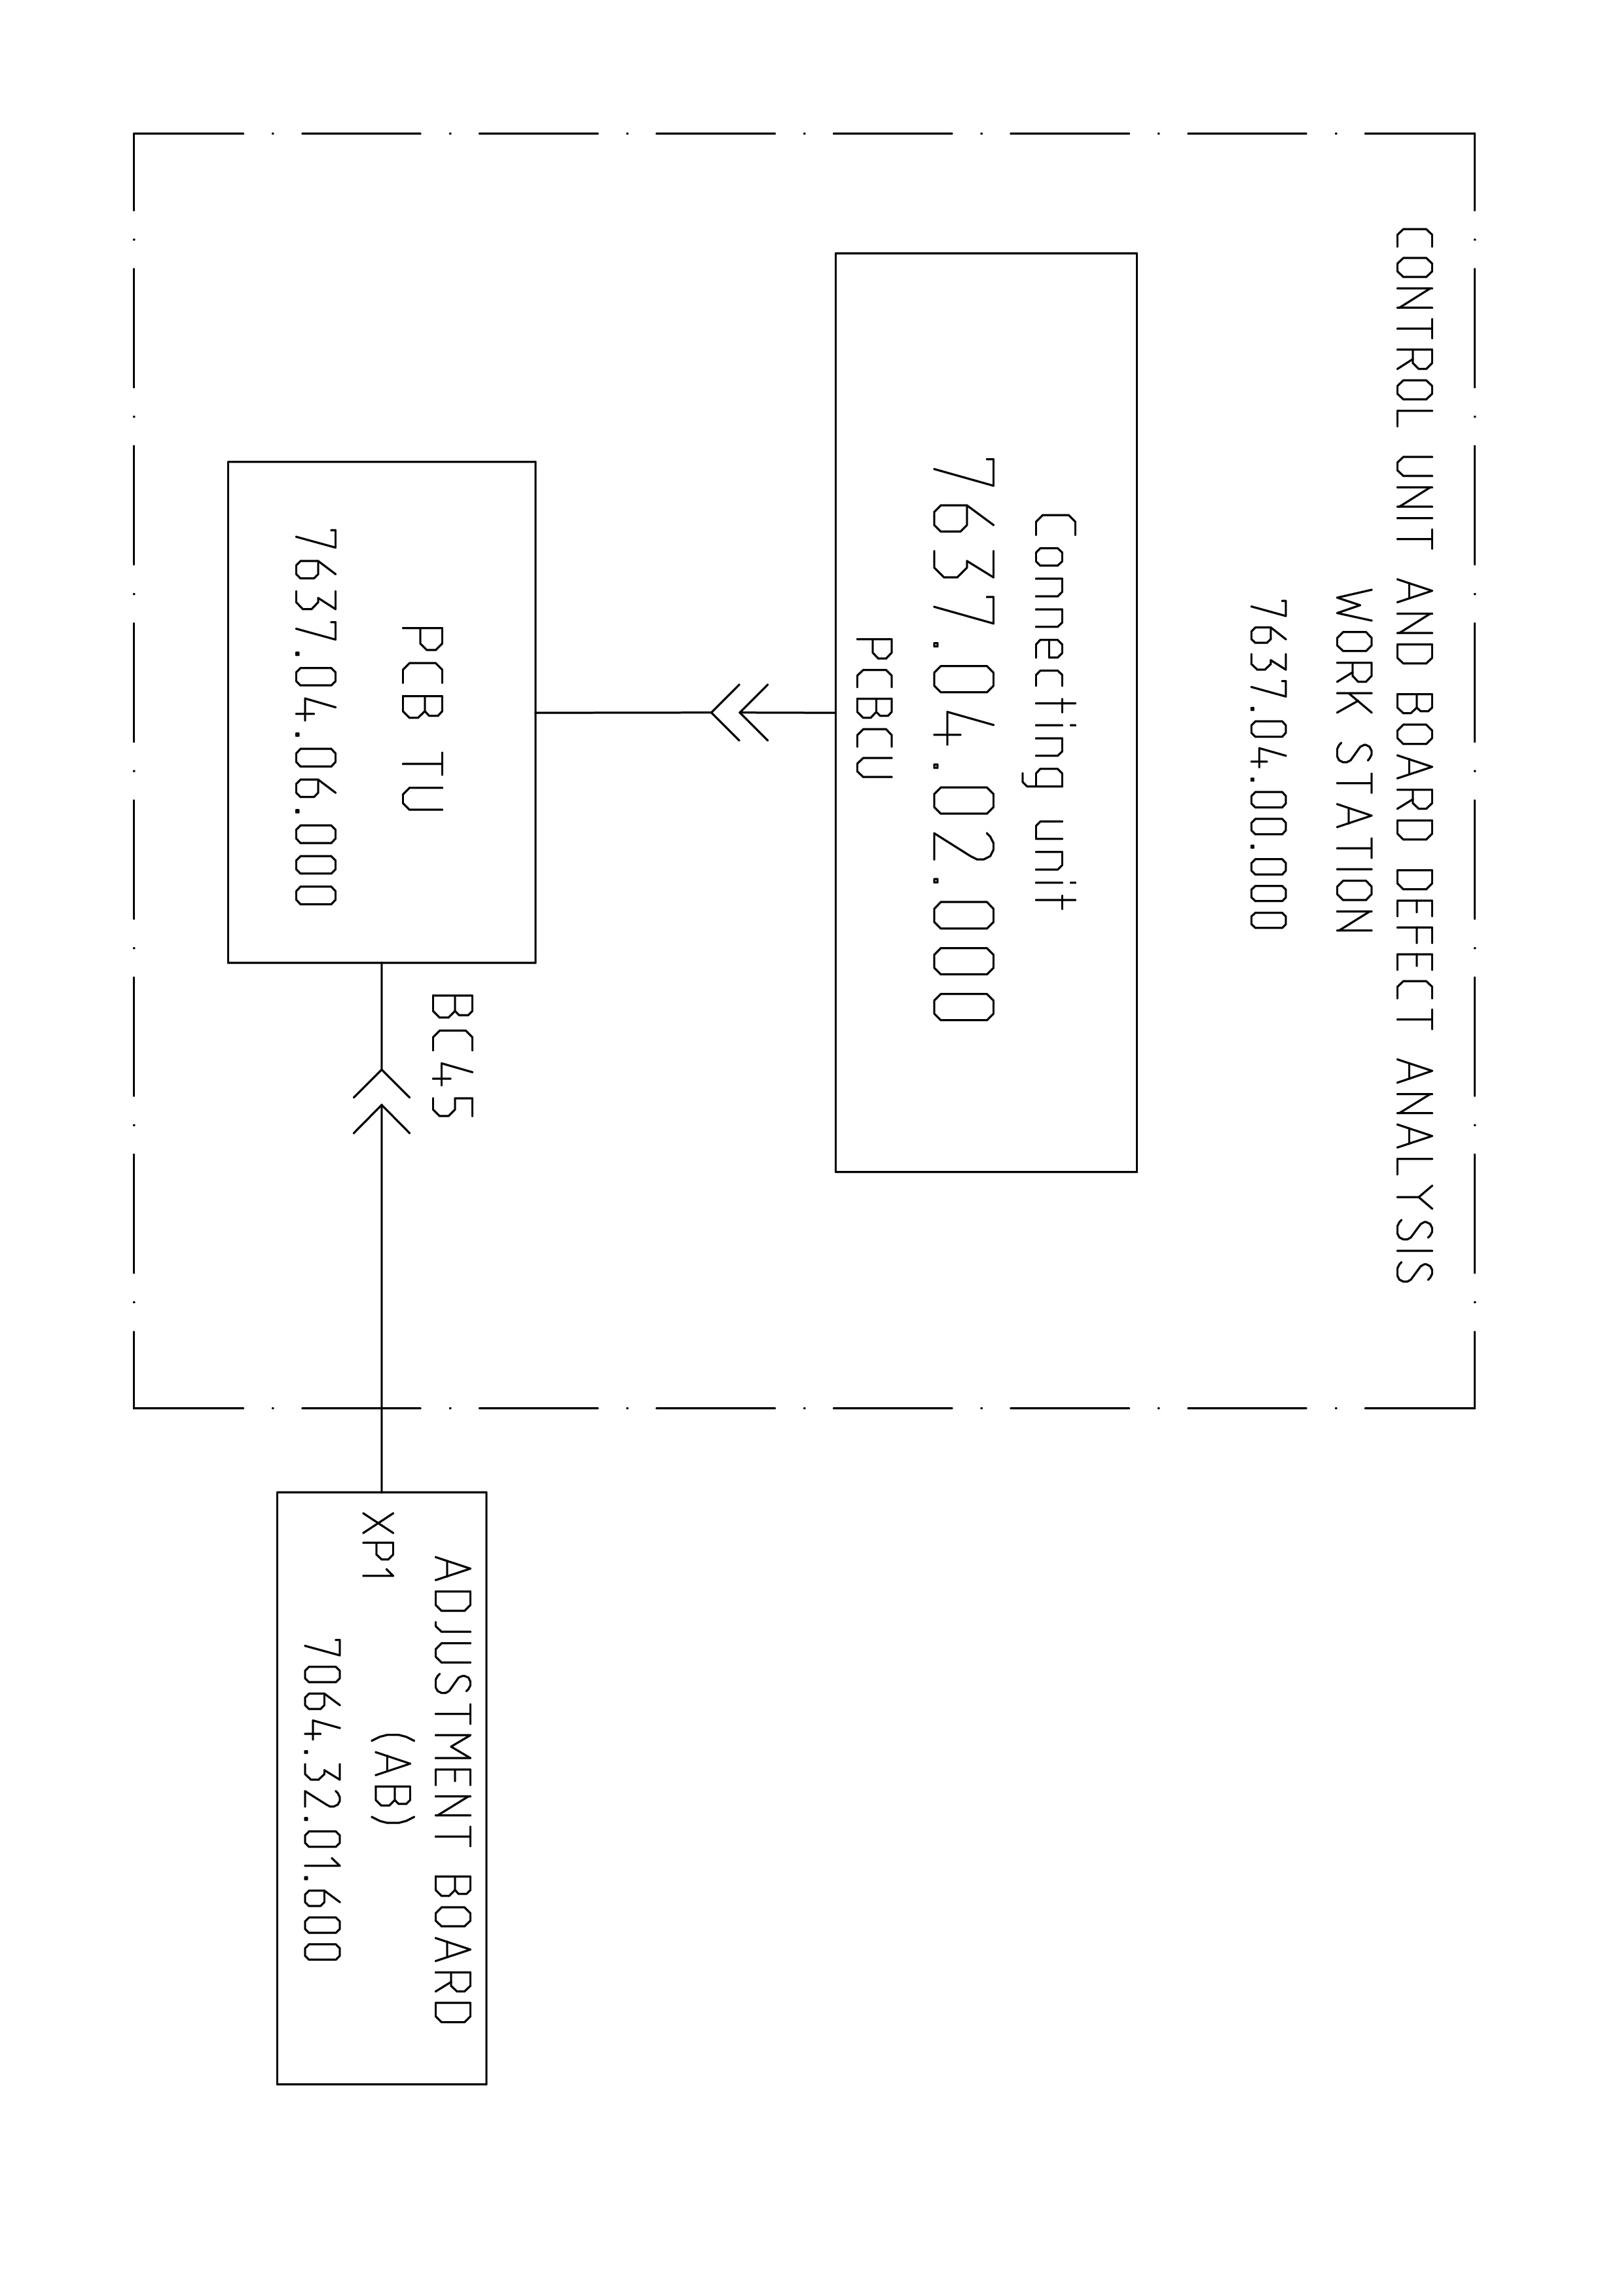 CONTROL UNIT AND BOARD DEFECT ANALYSIS
WORK STATION
7637.04.00.000
Connecting unit
7637.04.02.000
PCBCU
PCB TU
7637.04.06.000
BC45
ADJUSTMENT BOARD
(AB)
XP1
7064.32.01.600